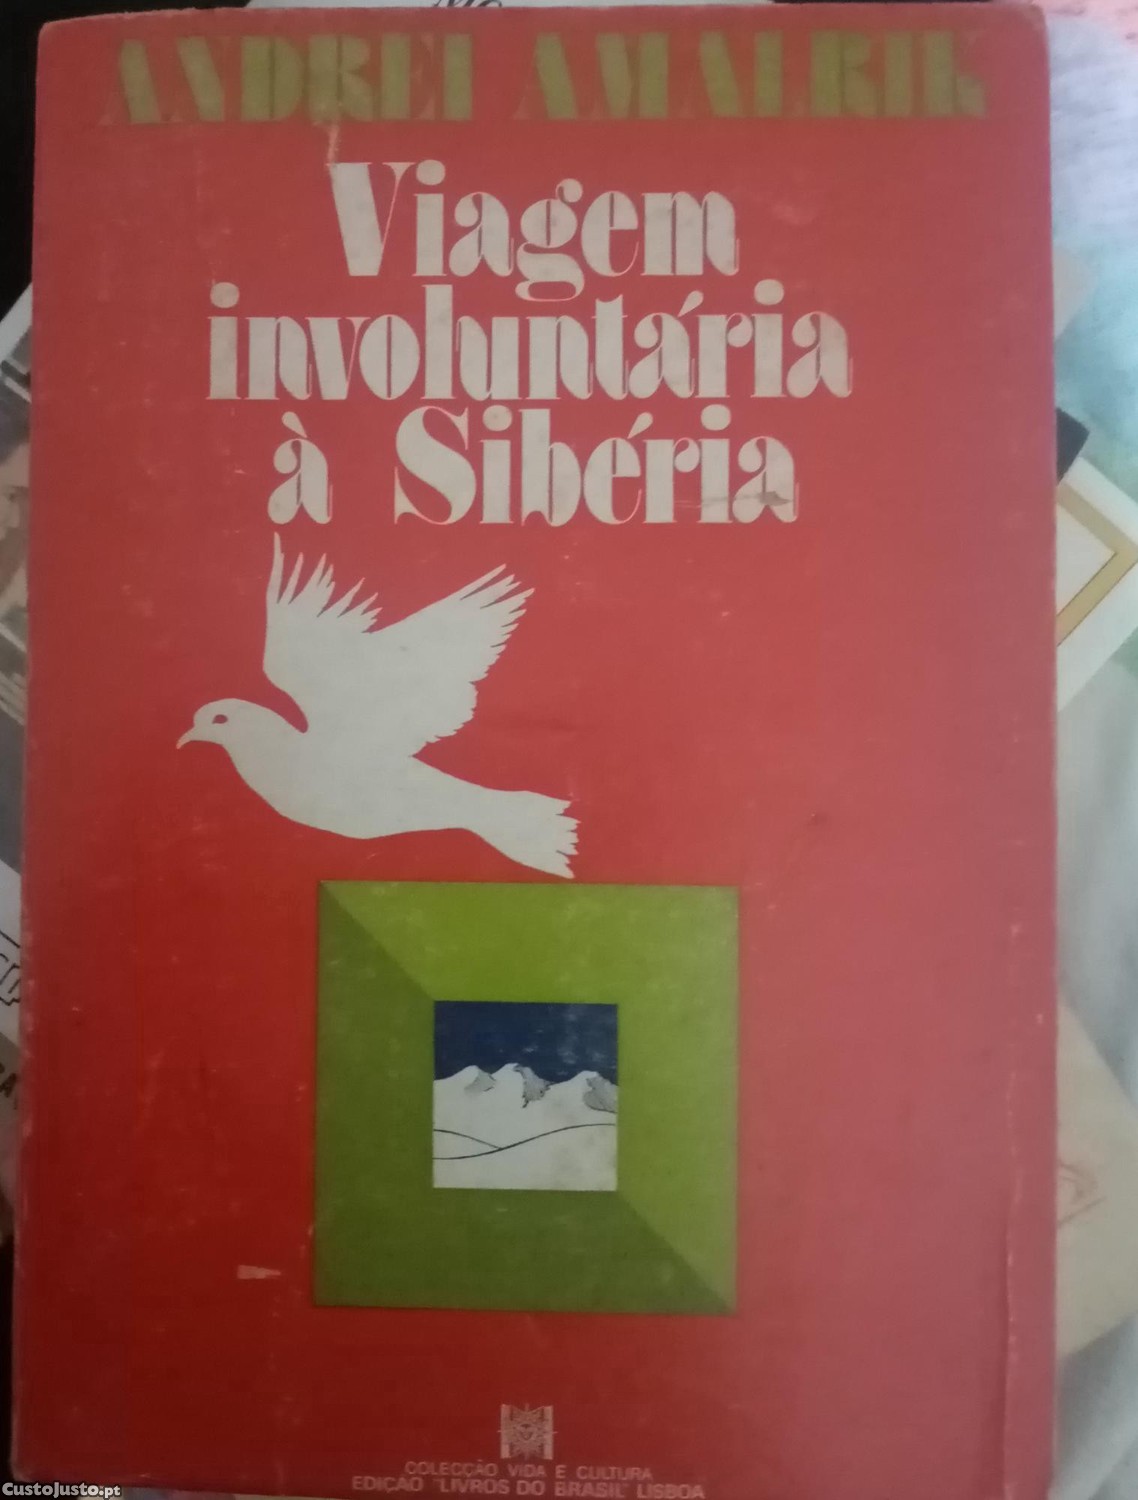 ANDREI AMALRIK
Viagem
involuntária
à Sibéria
COLECÇÃO VIDA E CULTURA
EDIÇÃO "LIVROS DO BRASIL" LISBOA
CustoJusto.pt